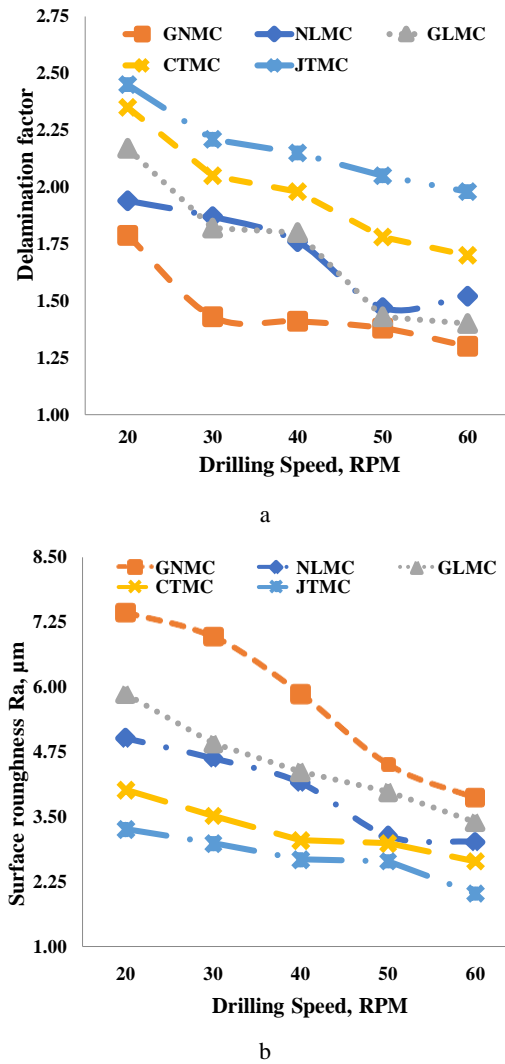 2.75
GNMC NLMC GLMC
CTMC JTMC
2.50
2.25
2.00
1.75
1.50
1.25
1.00
Delamination factor
20 30 40 50 60
Drilling Speed, RPM
a
8.50
GNMC NLMC GLMC
CTMC JTMC
7.25
6.00
4.75
3.50
2.25
1.00
Surface rounghness Ra, μm
20 30 40 50 60
Drilling Speed, RPM
b